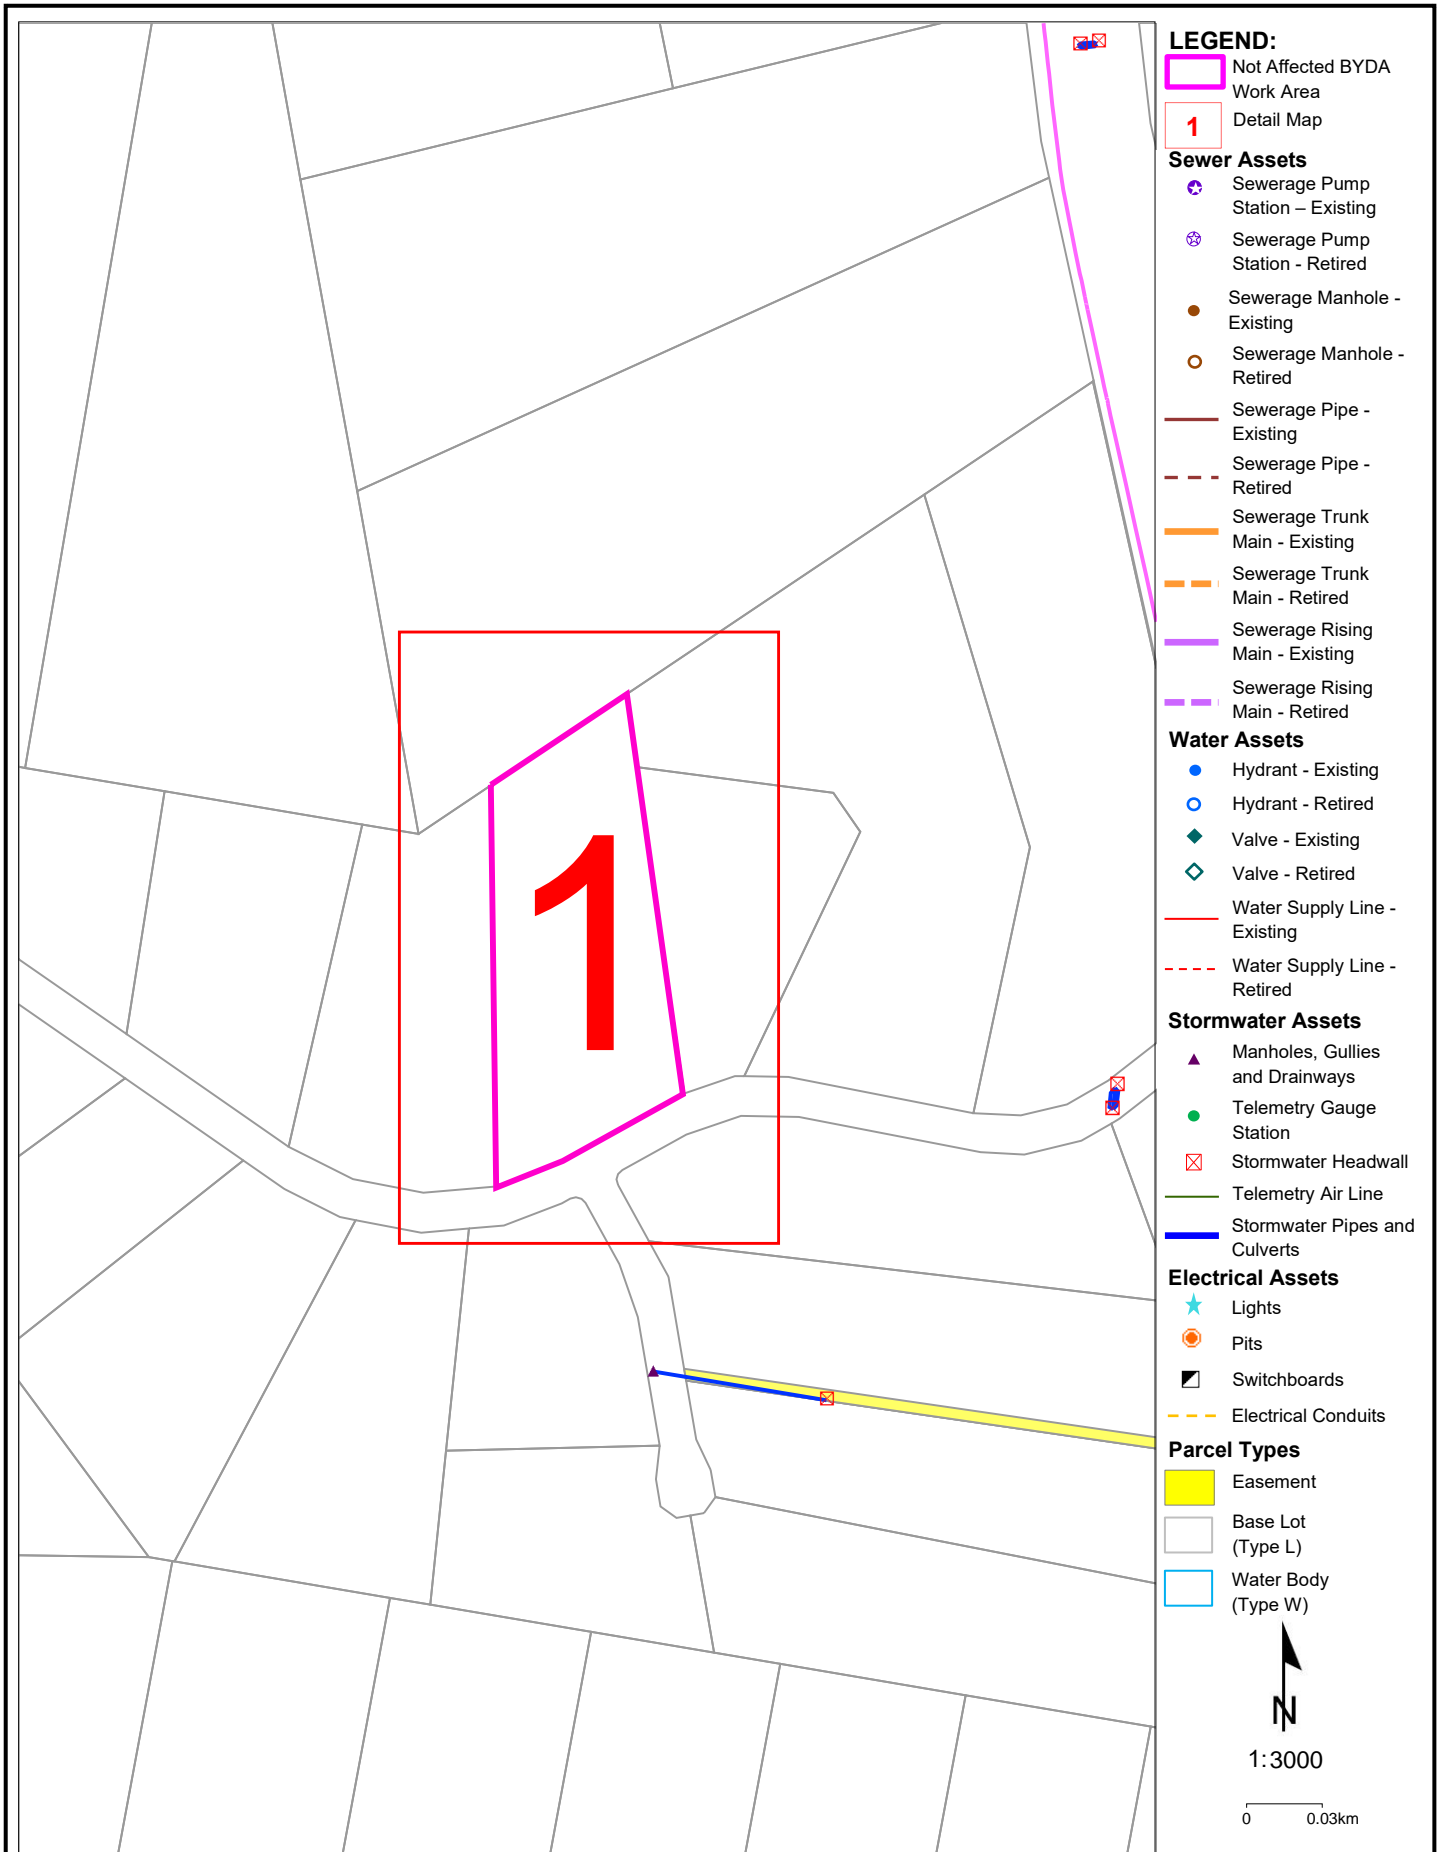 LEGEND:
Not Affected BYDA
Work Area
1
Detail Map
Sewer Assets
Sewerage Pump
Station – Existing
Sewerage Pump
Station - Retired
Sewerage Manhole -
Existing
Sewerage Manhole -
Retired
Sewerage Pipe -
Existing
Sewerage Pipe -
Retired
Sewerage Trunk
Main - Existing
Sewerage Trunk
Main - Retired
Sewerage Rising
Main - Existing
Sewerage Rising
Main - Retired
Water Assets
Hydrant - Existing
Hydrant - Retired
Valve - Existing
Valve - Retired
Water Supply Line -
Existing
Water Supply Line -
Retired
Stormwater Assets
Manholes, Gullies
and Drainways
Telemetry Gauge
Station
Stormwater Headwall
Telemetry Air Line
Stormwater Pipes and
Culverts
Electrical Assets
Lights
Pits
Switchboards
Electrical Conduits
Parcel Types
Easement
Base Lot
(Type L)
Water Body
(Type W)
N
1:3000
0 0.03km
1